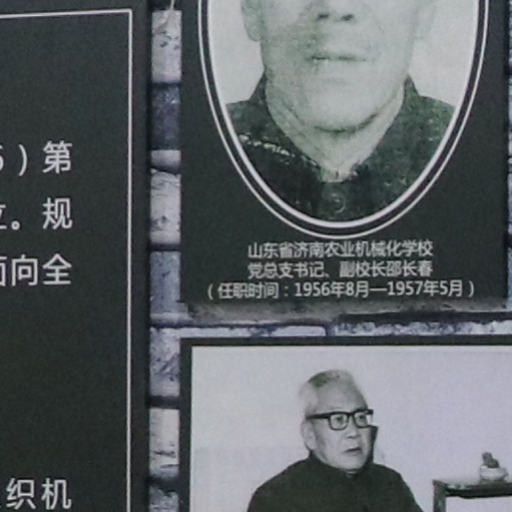 ）第
。规
面向全
织机
山东省济南农业机械化学校
党总支书记、副校长邵长春
（任职时间：1956年8月—1957年5月）